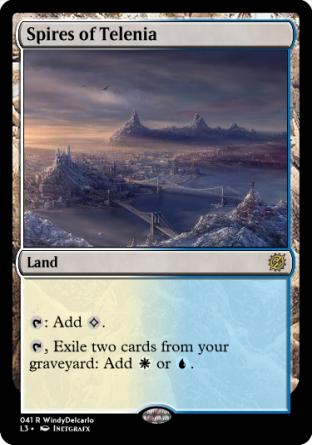 Spires of Telenia
Land
: Add .
, Exile two cards from your
graveyard: Add or .
041 R WindyDelcarlo
L3 • Inetgrafx